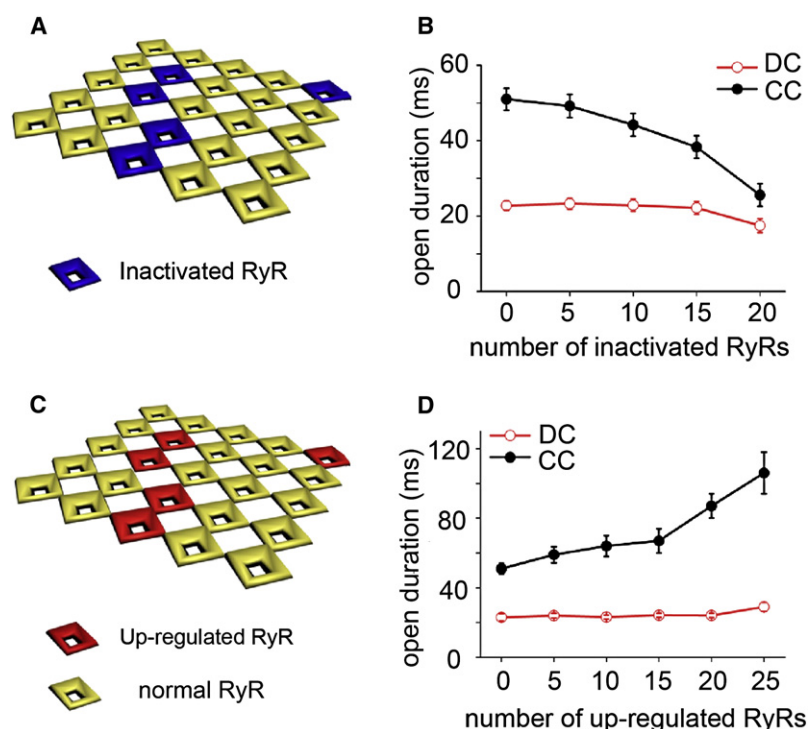 A
Inactivated RyR
B
open duration (ms)
60
40
20
0
DC
CC
0 5 10 15 20
number of inactivated RyRs
C
Up-regulated RyR
normal RyR
D
open duration (ms)
120
80
40
0
DC
CC
0 5 10 15 20 25
number of up-regulated RyRs